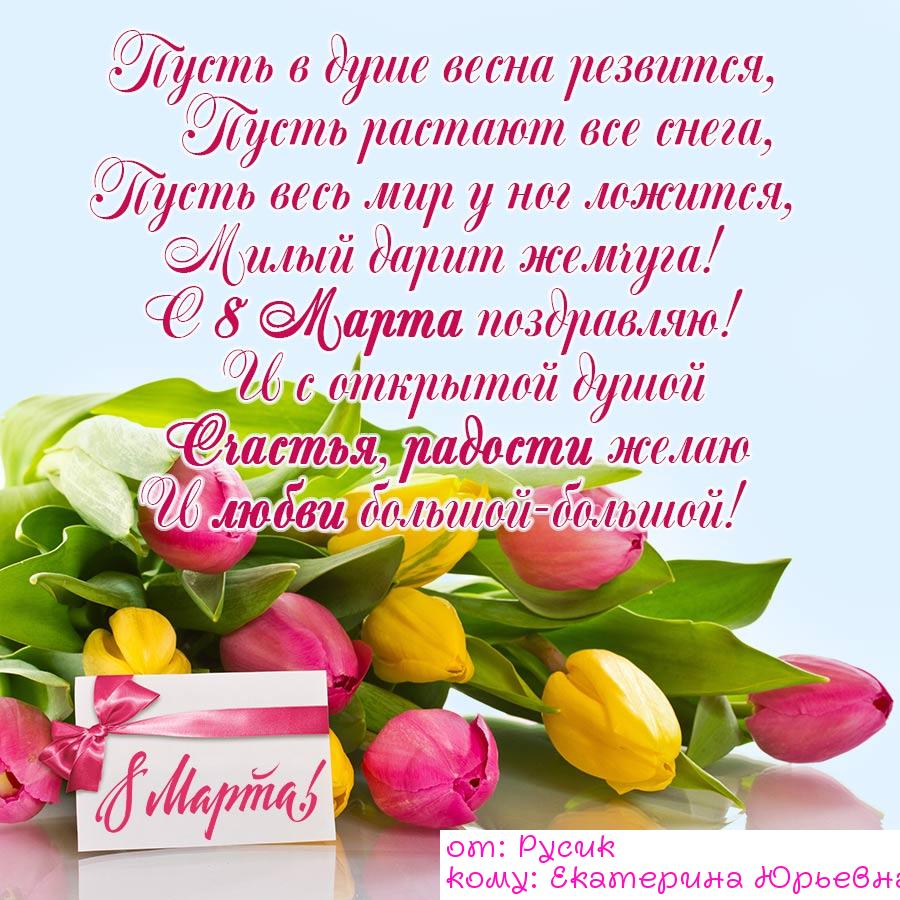 Пусть в душе весна резвится,
Пусть растают все снега,
Пусть весь мир у ног ложится,
Милый дарит жемчуга!
С 8 Марта поздравляю!
И с открытой душой
Счастья, радости желаю
И любви большой-большой!
8 Марта!
от: Русик
кому: Екатерина Юрьевна